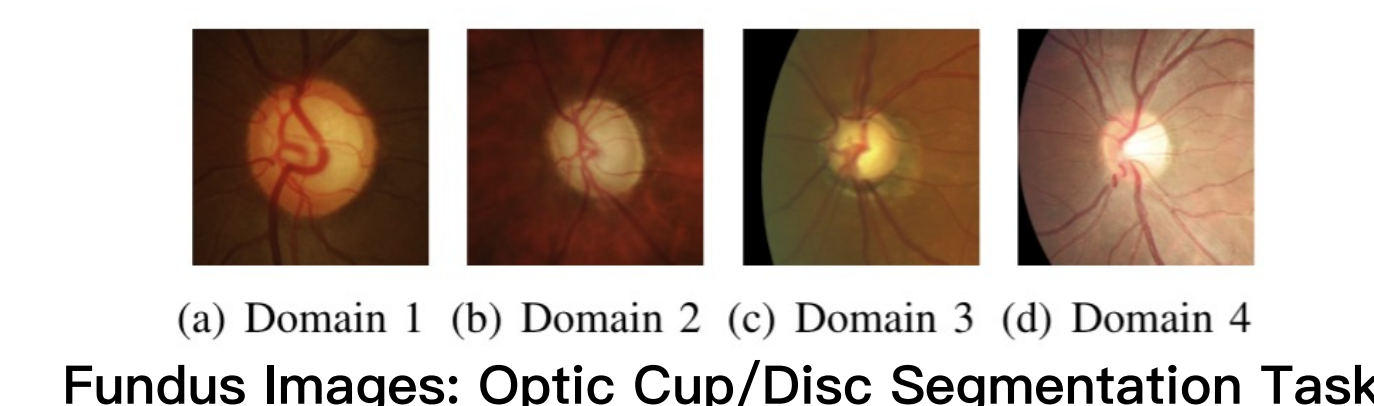 (a) Domain 1 (b) Domain 2 (c) Domain 3 (d) Domain 4
Fundus Images: Optic Cup/Disc Segmentation Task